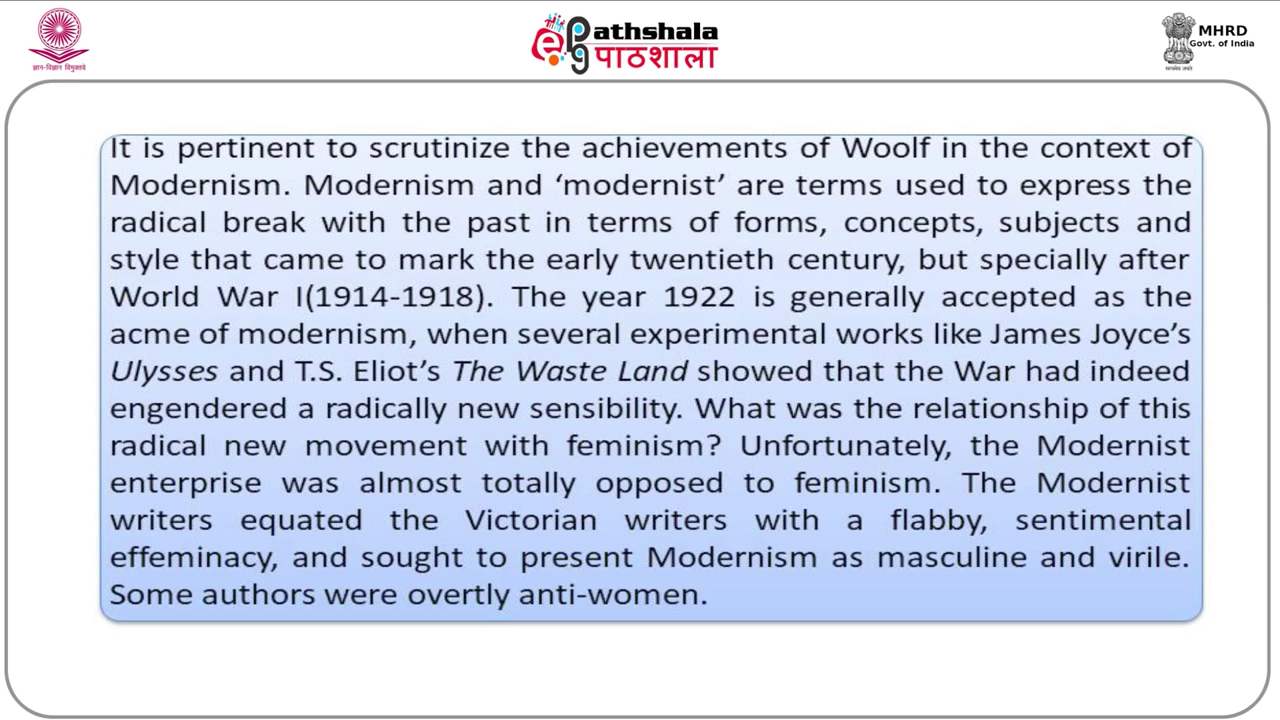 ज्ञान-विज्ञान विमुक्तये
ePG Pathshala
पाठशाला
MHRD
Govt. of India
सत्यमेव जयते
It is pertinent to scrutinize the achievements of Woolf in the context of
Modernism. Modernism and ‘modernist’ are terms used to express the
radical break with the past in terms of forms, concepts, subjects and
style that came to mark the early twentieth century, but specially after
World War I(1914-1918). The year 1922 is generally accepted as the
acme of modernism, when several experimental works like James Joyce’s
Ulysses and T.S. Eliot’s The Waste Land showed that the War had indeed
engendered a radically new sensibility. What was the relationship of this
radical new movement with feminism? Unfortunately, the Modernist
enterprise was almost totally opposed to feminism. The Modernist
writers equated the Victorian writers with a flabby, sentimental
effeminacy, and sought to present Modernism as masculine and virile.
Some authors were overtly anti-women.